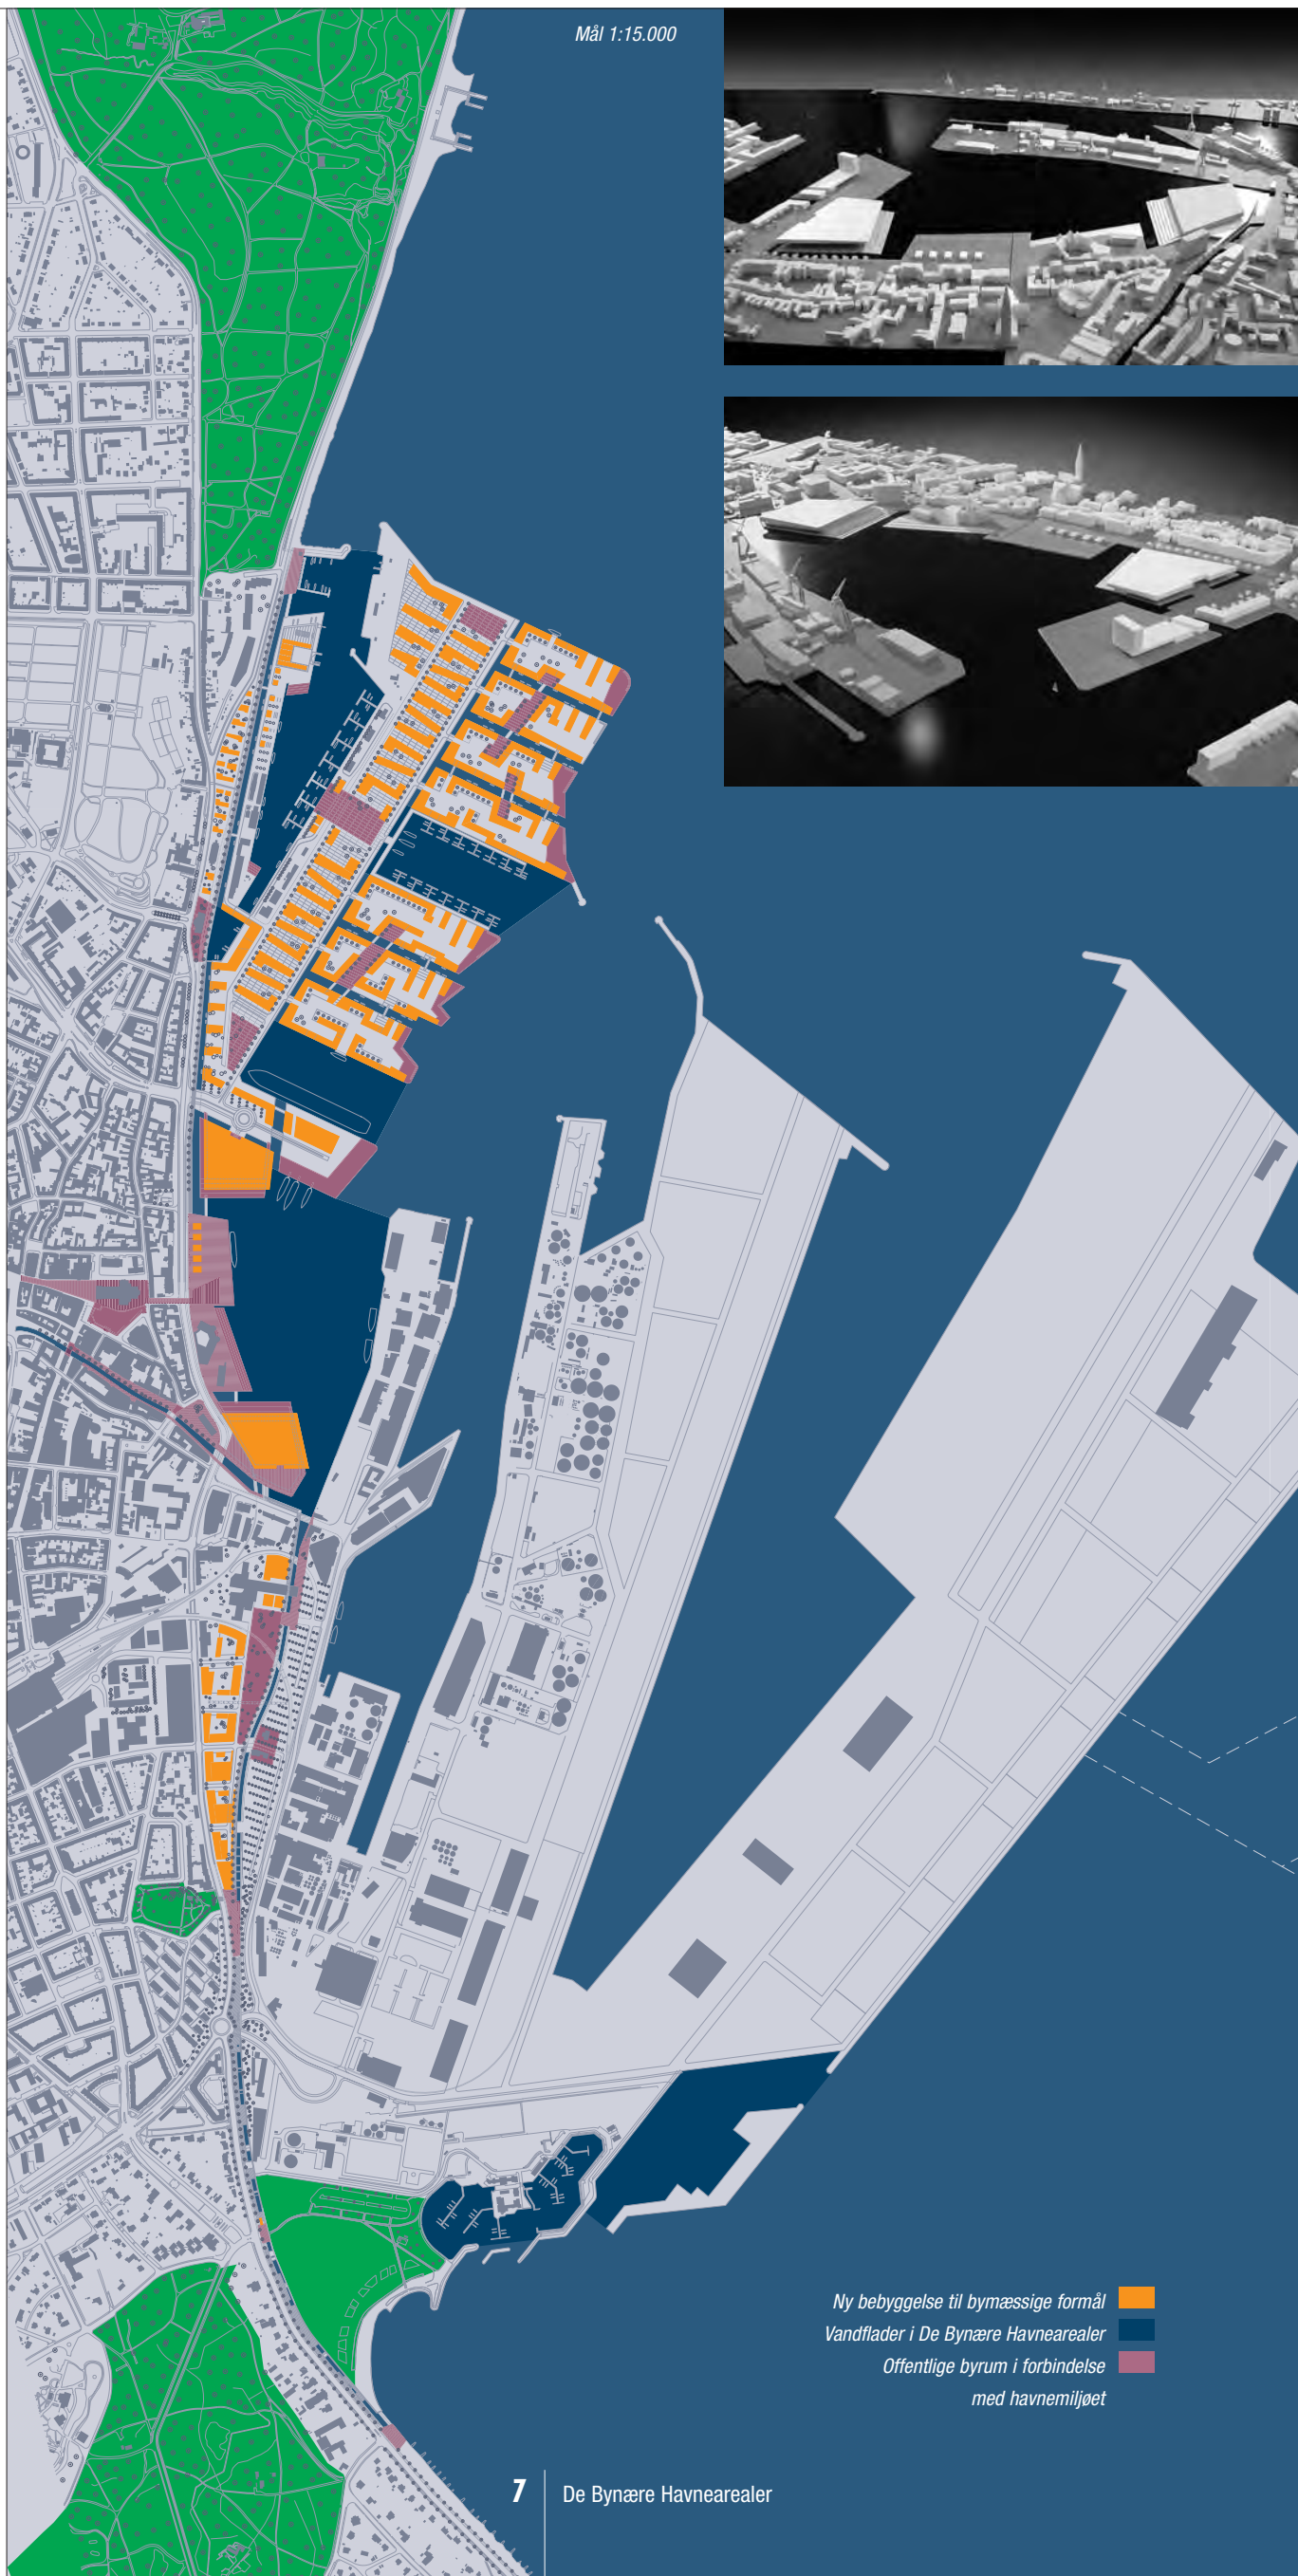 Mål 1:15.000
Ny bebyggelse til bymæssige formål
Vandflader i De Bynære Havnearealer
Offentlige byrum i forbindelse
med havnemiljøet
7
De Bynære Havnearealer